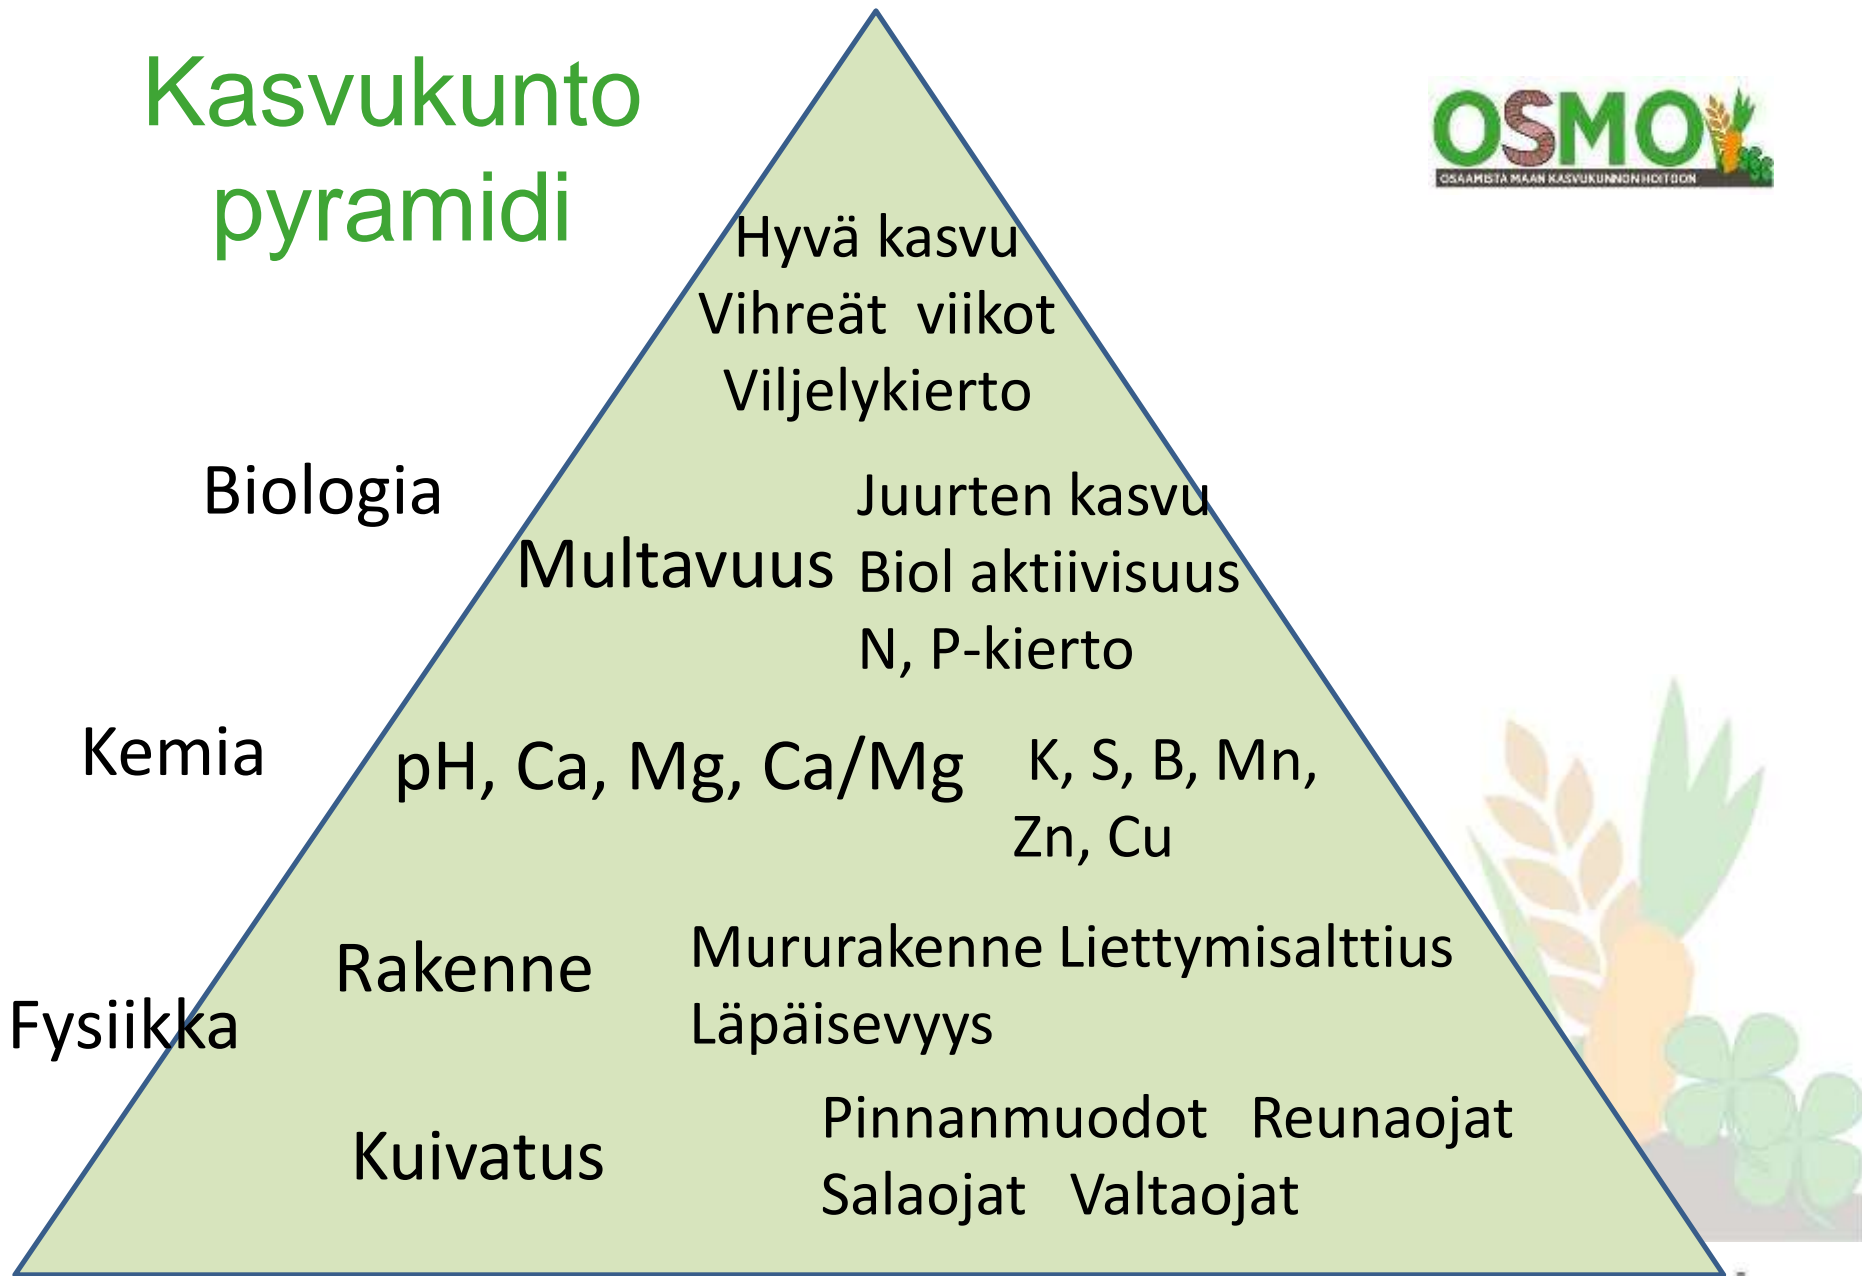 Kasvukunto
pyramidi
OSMO
OSAAMISTA MAAN KASVUKUNNON HOITOON
Hyvä kasvu
Vihreät viikot
Viljelykierto
Biologia
Multavuus
Juurten kasvu
Biol aktiivisuus
N, P-kierto
Kemia
pH, Ca, Mg, Ca/Mg
K, S, B, Mn,
Zn, Cu
Fysiikka
Rakenne
Mururakenne Liettymisalttius
Läpäisevyys
Kuivatus
Pinnanmuodot Reunaojat
Salaojat Valtaojat